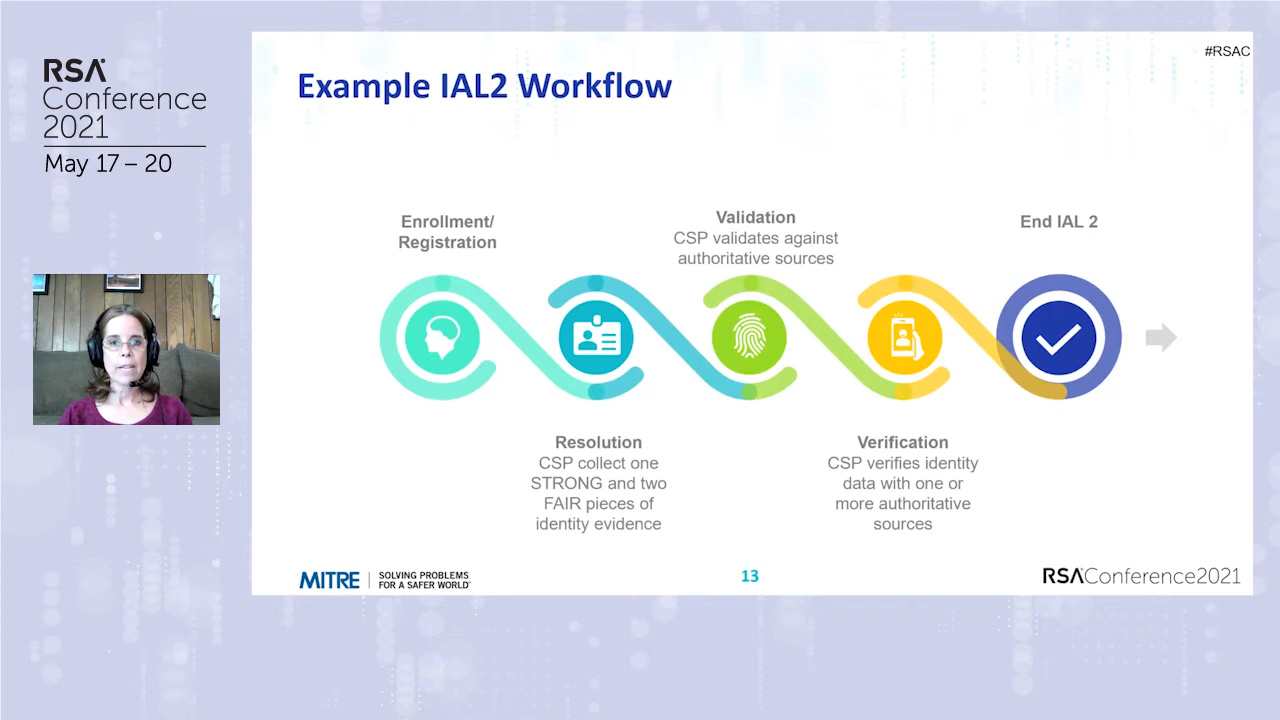 RSA
Conference
2021
May 17 – 20
#RSAC
Example IAL2 Workflow
Enrollment/
Registration
Validation
CSP validates against
authoritative sources
End IAL 2
Resolution
CSP collect one
STRONG and two
FAIR pieces of
identity evidence
Verification
CSP verifies identity
data with one or
more authoritative
sources
MITRE
SOLVING PROBLEMS
FOR A SAFER WORLD
13
RSAConference2021